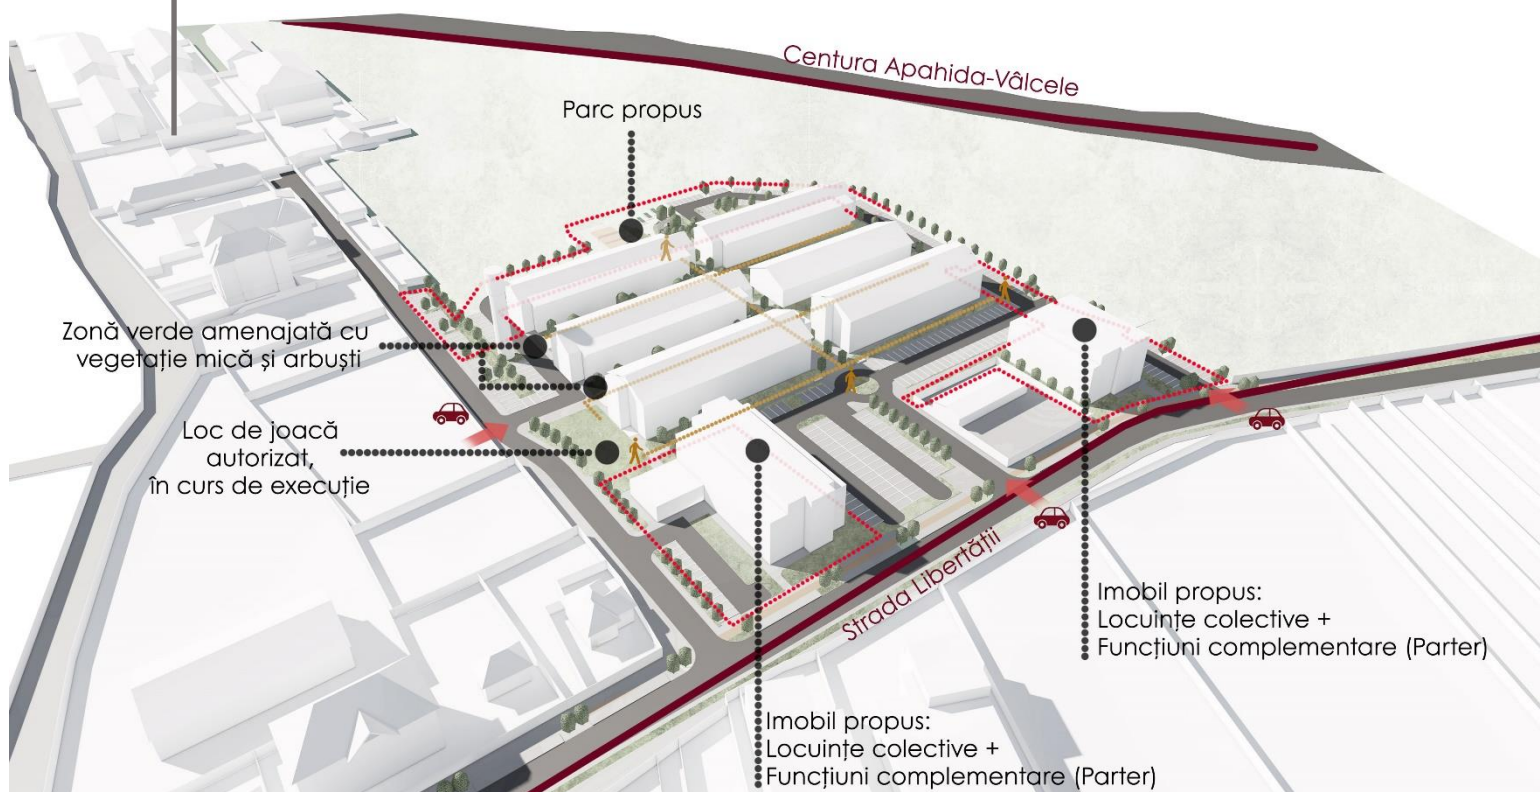 Centura Apahida-Vâlcele
Parc propus
Zonă verde amenajată cu
vegetație mică și arbuști
Loc de joacă
autorizat,
în curs de execuție
Strada Libertății
Imobil propus:
Locuințe colective +
Funcțiuni complementare (Parter)
Imobil propus:
Locuințe colective +
Funcțiuni complementare (Parter)